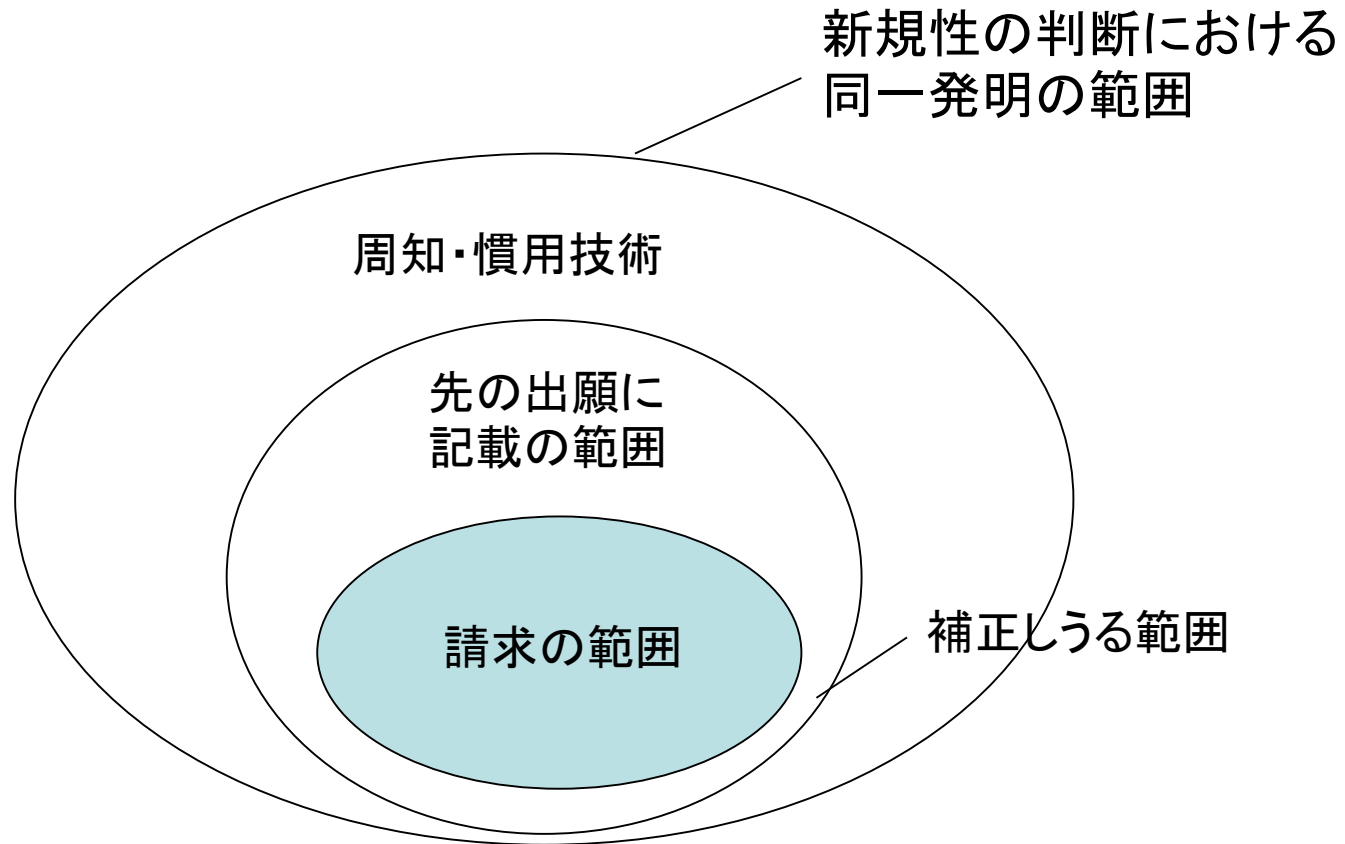 新規性の判断における
同一発明の範囲
周知･慣用技術
先の出願に
記載の範囲
請求の範囲
補正しうる範囲